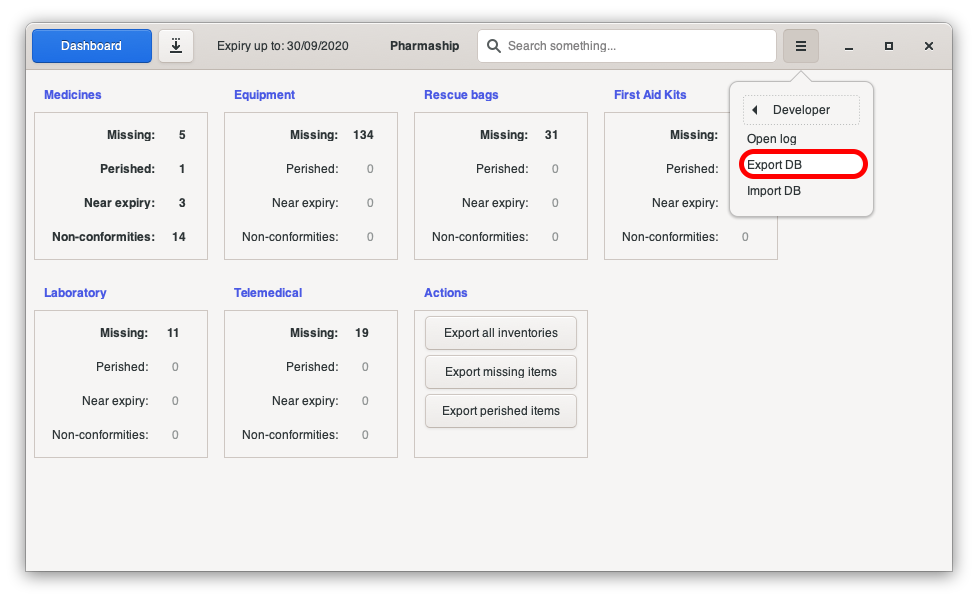 Dashboard
Expiry up to: 30/09/2020
Pharmaship
Search something...
Developer
Open log
Export DB
Import DB
Medicines
Missing: 5
Perished: 1
Near expiry: 3
Non-conformities: 14
Equipment
Missing: 134
Perished: 0
Near expiry: 0
Non-conformities: 0
Rescue bags
Missing: 31
Perished: 0
Near expiry: 0
Non-conformities: 0
First Aid Kits
Missing:
Perished:
Near expiry:
Non-conformities: 0
Laboratory
Missing: 11
Perished: 0
Near expiry: 0
Non-conformities: 0
Telemedical
Missing: 19
Perished: 0
Near expiry: 0
Non-conformities: 0
Actions
Export all inventories
Export missing items
Export perished items